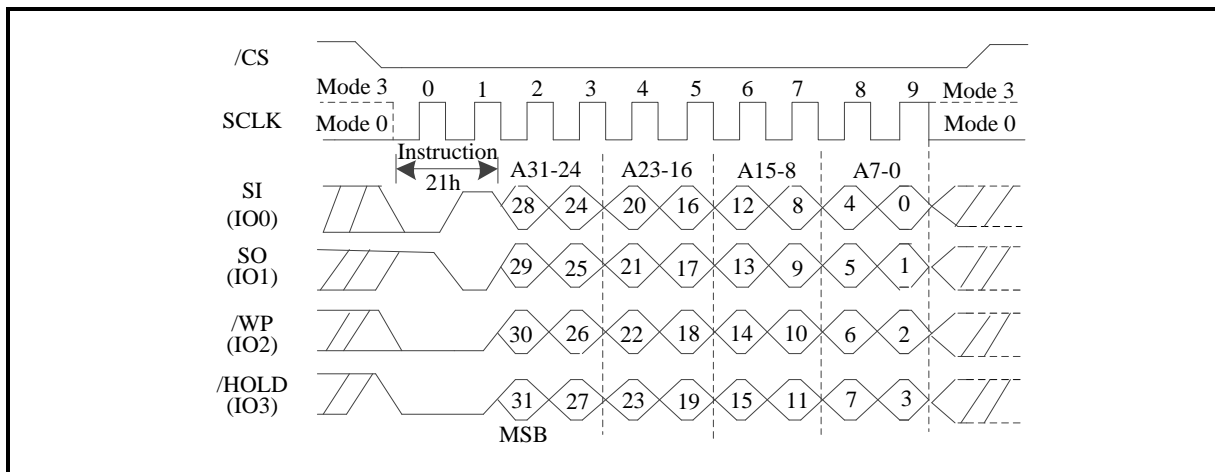 /CS
Mode 3 0 1 2 3 4 5 6 7 8 9 Mode 3
SCLK Mode 0 Mode 0
Instruction A31-24 A23-16 A15-8 A7-0
21h
SI
(IO0) 28 24 20 16 12 8 4 0
SO
(IO1) 29 25 21 17 13 9 5 1
/WP
(IO2) 30 26 22 18 14 10 6 2
/HOLD
(IO3) 31 27 23 19 15 11 7 3
MSB